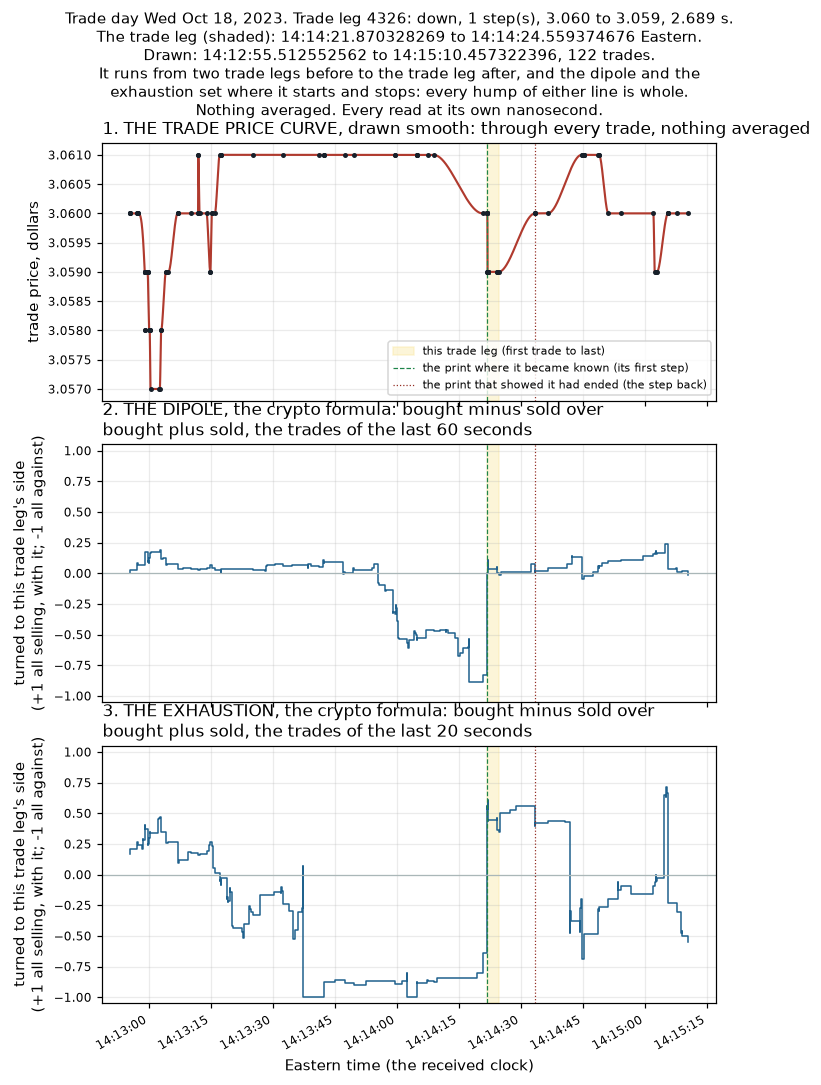 Trade day Wed Oct 18, 2023. Trade leg 4326: down, 1 step(s), 3.060 to 3.059, 2.689 s.
The trade leg (shaded): 14:14:21.870328269 to 14:14:24.559374676 Eastern.
Drawn: 14:12:55.512552562 to 14:15:10.457322396, 122 trades.
It runs from two trade legs before to the trade leg after, and the dipole and the
exhaustion set where it starts and stops: every hump of either line is whole.
Nothing averaged. Every read at its own nanosecond.
1. THE TRADE PRICE CURVE, drawn smooth: through every trade, nothing averaged
3.0610
3.0605
3.0600
3.0595
3.0590
3.0585
3.0580
3.0575
3.0570
trade price, dollars
this trade leg (first trade to last)
the print where it became known (its first step)
the print that showed it had ended (the step back)
2. THE DIPOLE, the crypto formula: bought minus sold over
bought plus sold, the trades of the last 60 seconds
1.00
0.75
0.50
0.25
0.00
−0.25
−0.50
−0.75
−1.00
turned to this trade leg's side
(+1 all selling, with it; -1 all against)
3. THE EXHAUSTION, the crypto formula: bought minus sold over
bought plus sold, the trades of the last 20 seconds
1.00
0.75
0.50
0.25
0.00
−0.25
−0.50
−0.75
−1.00
turned to this trade leg's side
(+1 all selling, with it; -1 all against)
14:13:00
14:13:15
14:13:30
14:13:45
14:14:00
14:14:15
14:14:30
14:14:45
14:15:00
14:15:15
Eastern time (the received clock)